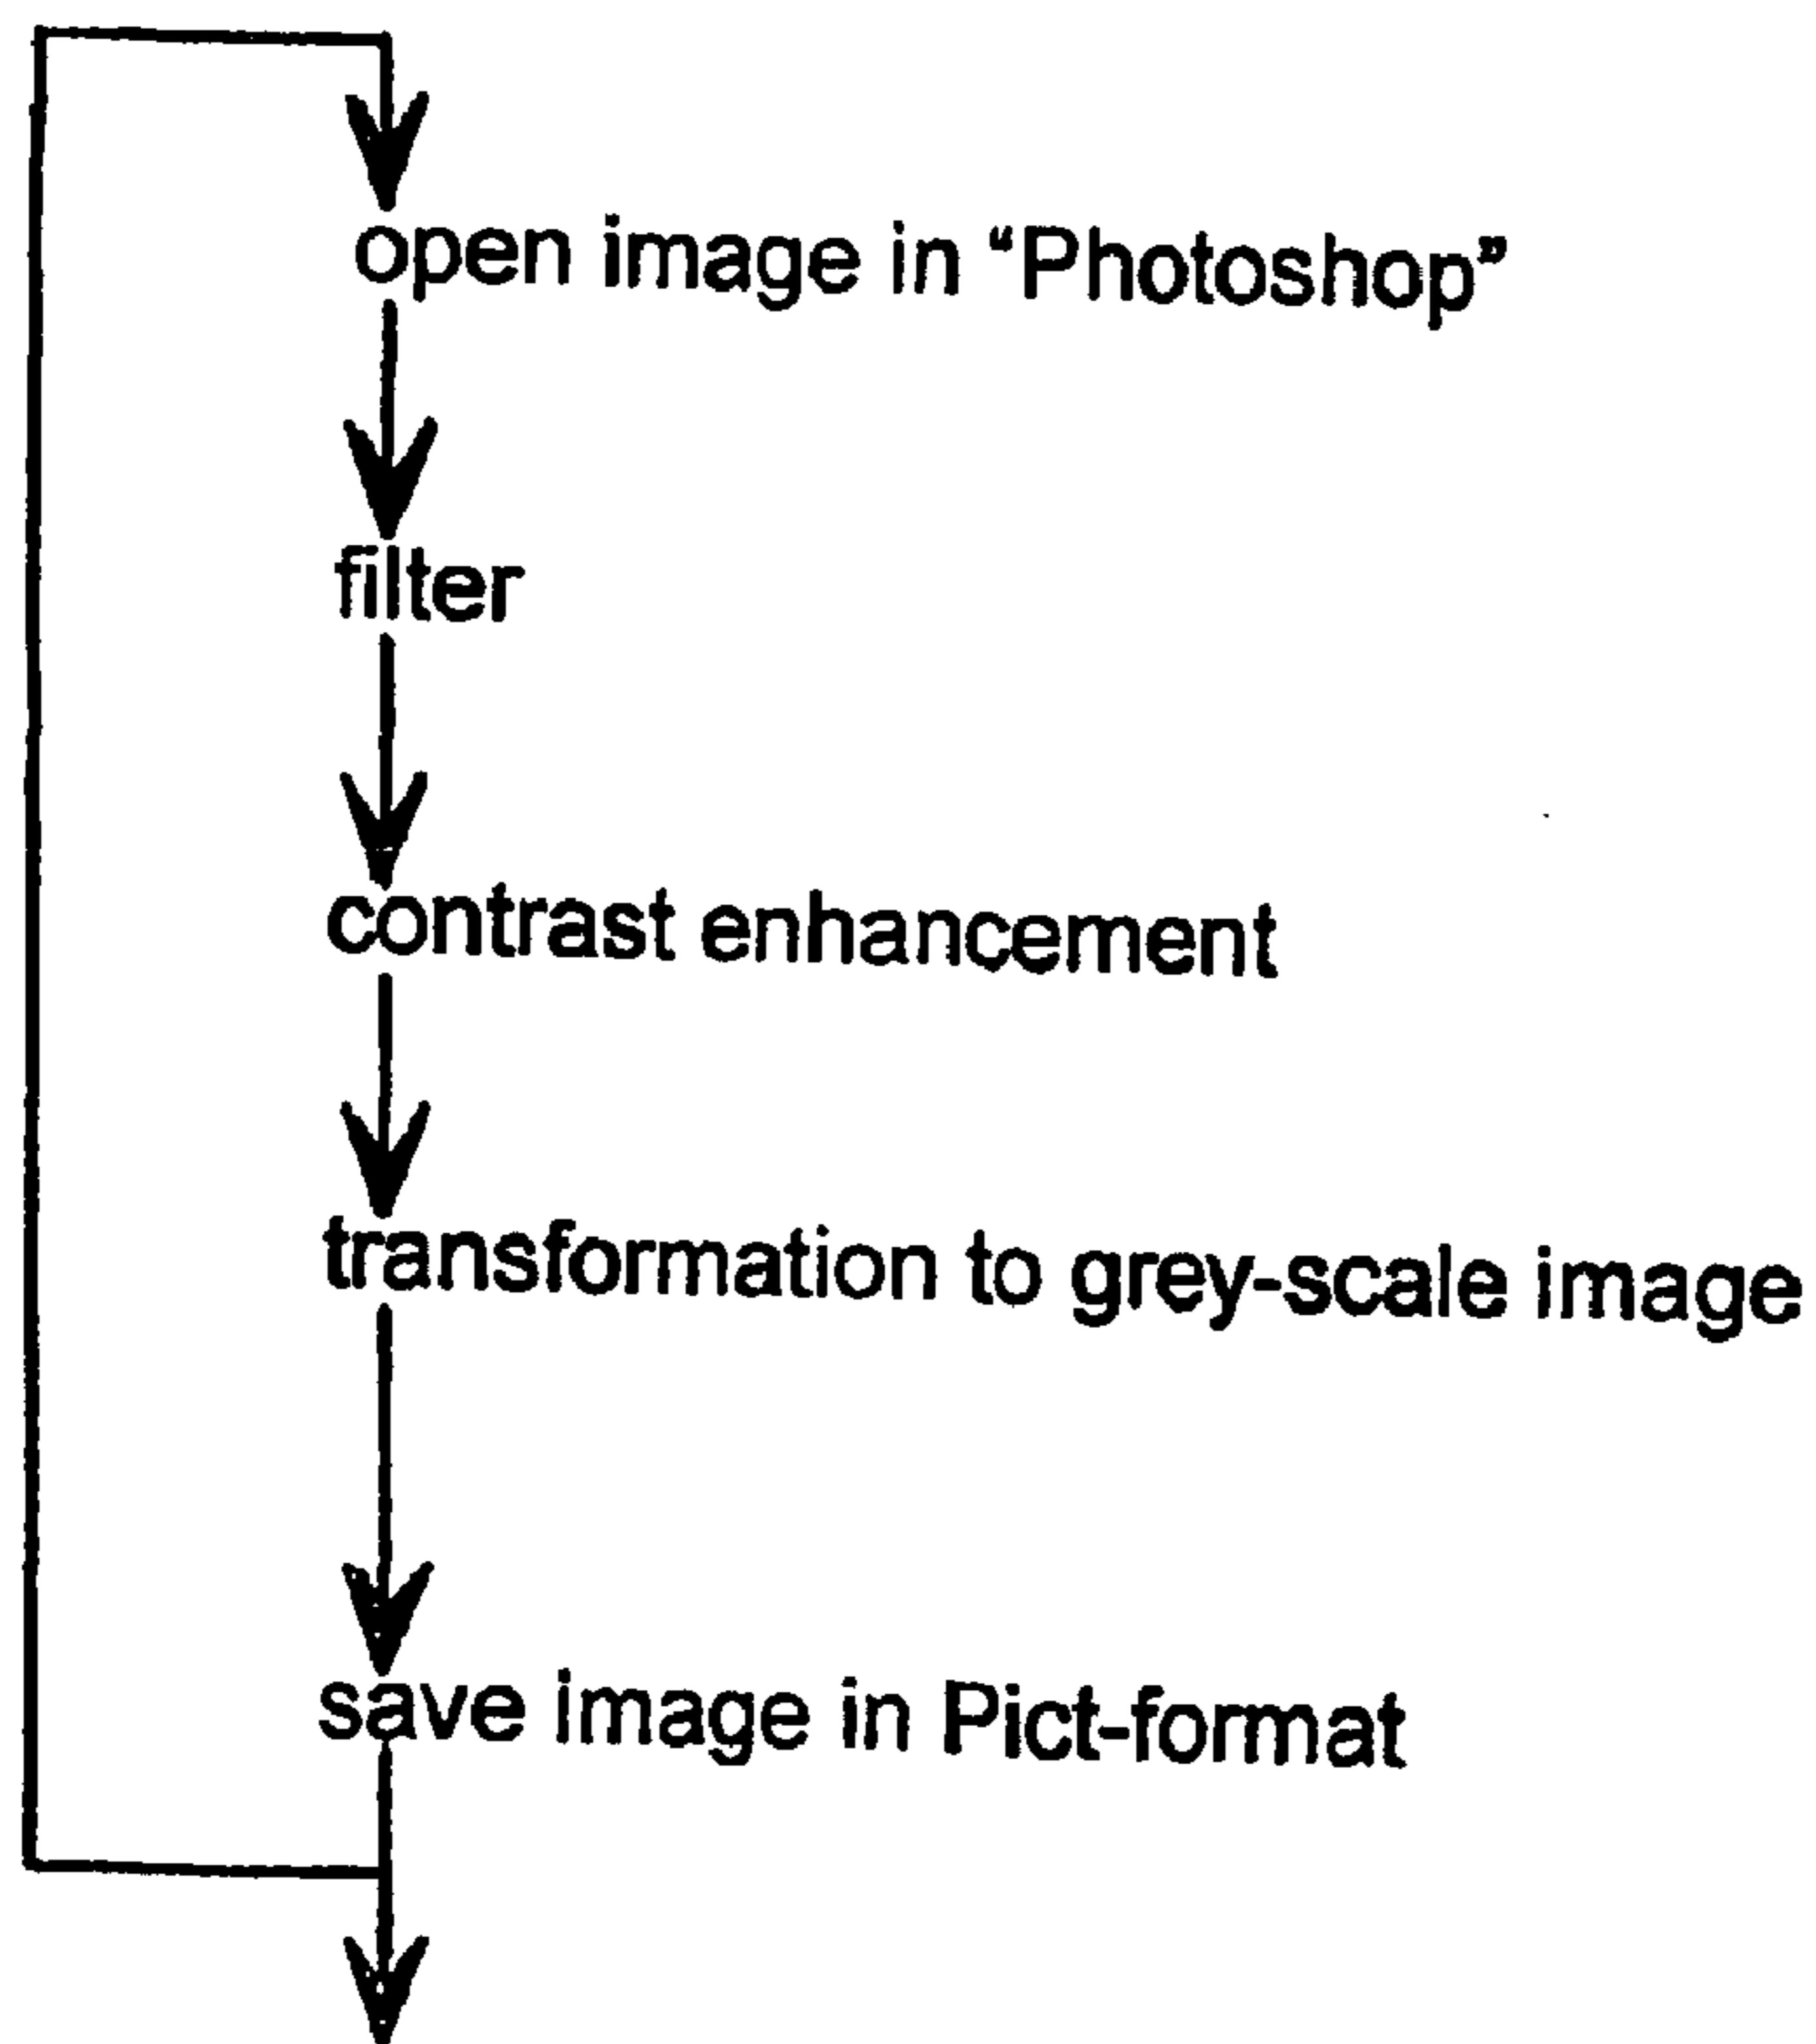 open image in “Photoshop”
filter
contrast enhancement
transformation to grey-scale image
save image in Pict-format